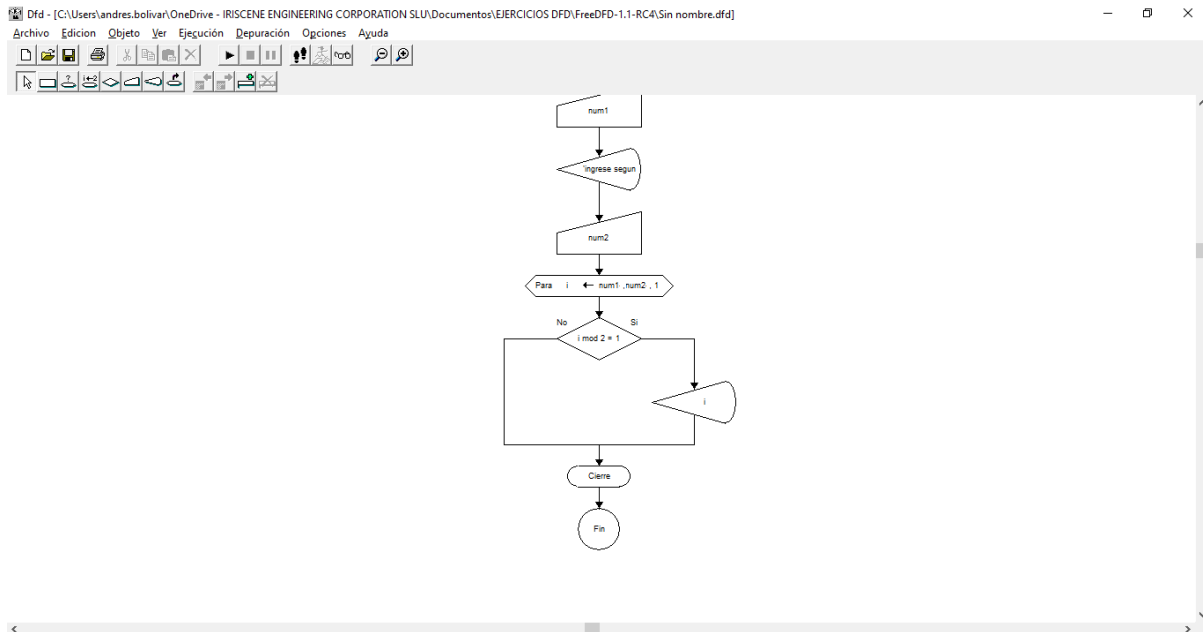 Dfd - [C:\Users\andres.bolivar\OneDrive - IRISCENE ENGINEERING CORPORATION SLU\Documentos\EJERCICIOS DFD\FreeDFD-1.1-RC4\Sin nombre.dfd]
Archivo Edicion Objeto Ver Ejecución Depuración Opciones Ayuda
num1
'ingrese segun
num2
Para i ← num1 ,num2 , 1
No Si
i mod 2 = 1
i
Cierre
Fin